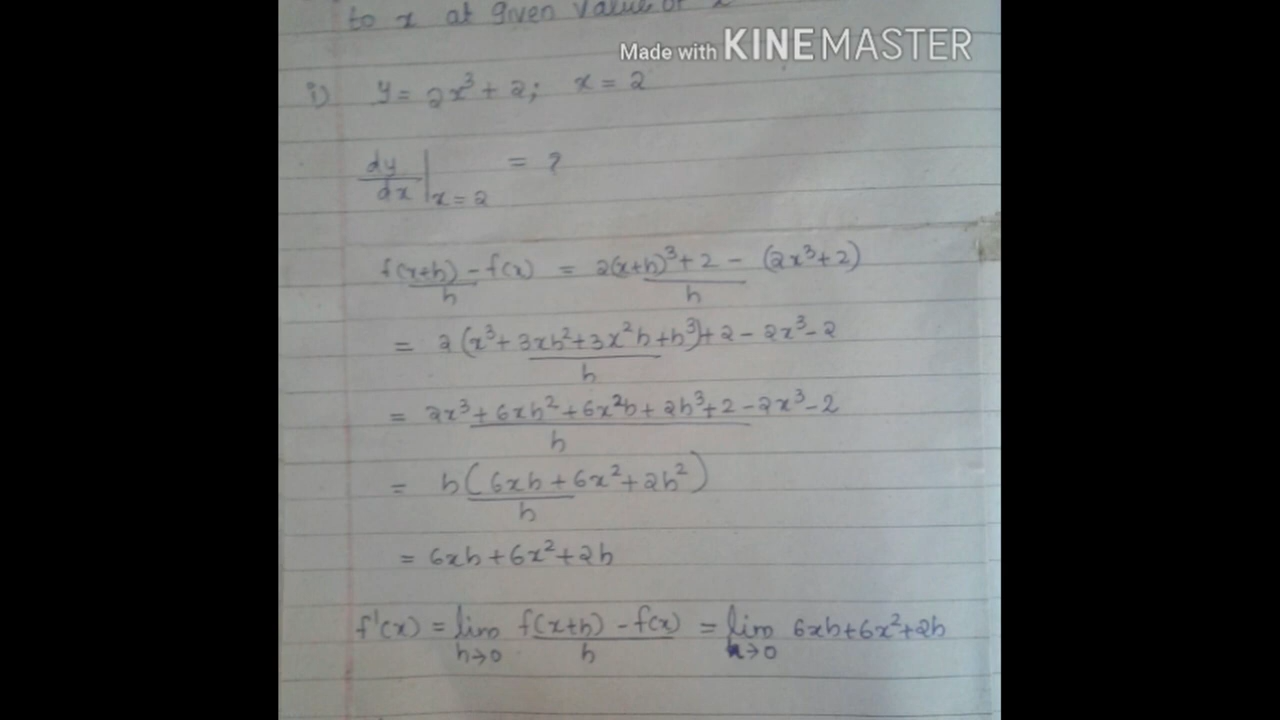 to x at given value of x
Made with KINEMASTER
i) y = 2x³ + 2; x = 2
dy/dx |x=2 = ?
f(x+h) - f(x) / h = 2(x+h)³ + 2 - (2x³+2) / h
= 2(x³ + 3xh² + 3x²h + h³) + 2 - 2x³ - 2 / h
= 2x³ + 6xh² + 6x²h + 2h³ + 2 - 2x³ - 2 / h
= h(6xh + 6x² + 2h²) / h
= 6xh + 6x² + 2h
f'(x) = lim h→0 f(x+h) - f(x) / h = lim h→0 6xh + 6x² + 2h